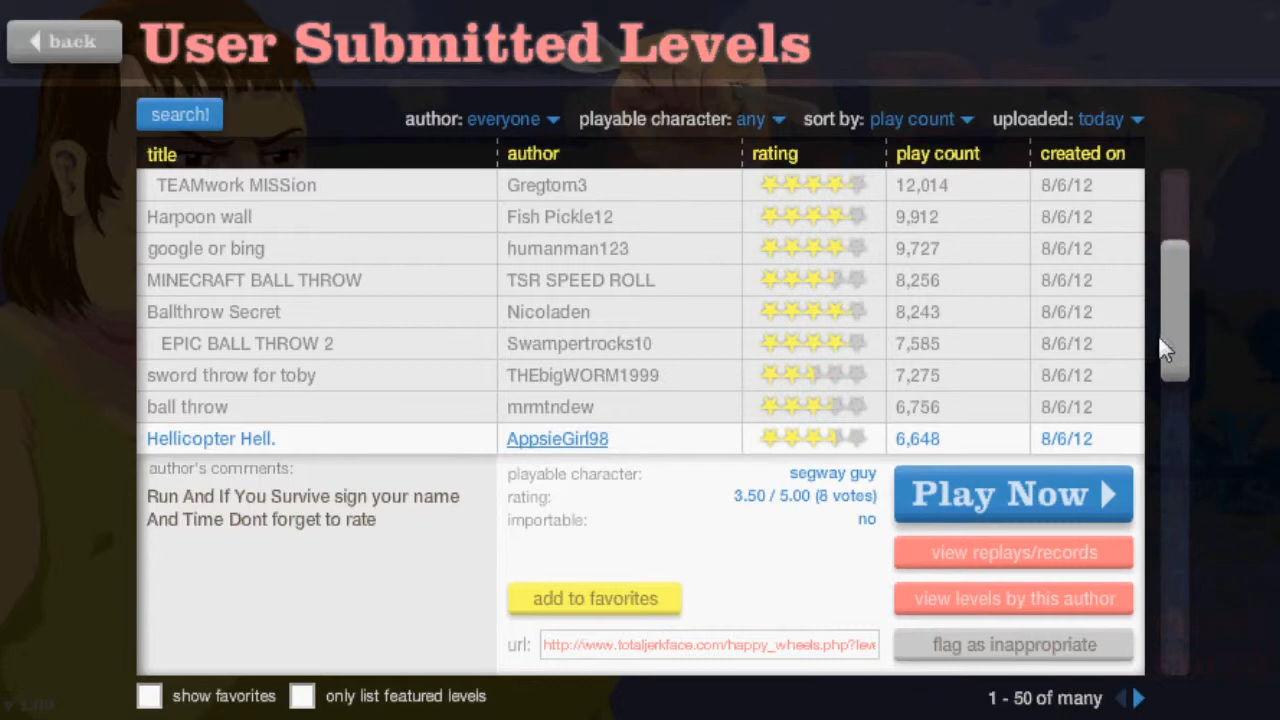 back
User Submitted Levels
search!
author: everyone
playable character: any
sort by: play count
uploaded: today
title author rating play count created on
TEAMwork MISSion Gregtom3 12,014 8/6/12
Harpoon wall Fish Pickle12 9,912 8/6/12
google or bing humanman123 9,727 8/6/12
MINECRAFT BALL THROW TSR SPEED ROLL 8,256 8/6/12
Ballthrow Secret Nicoladen 8,243 8/6/12
EPIC BALL THROW 2 Swampertrocks10 7,585 8/6/12
sword throw for toby THEbigWORM1999 7,275 8/6/12
ball throw mrmtndew 6,756 8/6/12
Hellicopter Hell. AppsieGirl98 6,648 8/6/12
author's comments:
Run And If You Survive sign your name
And Time Dont forget to rate
playable character: segway guy
rating: 3.50 / 5.00 (8 votes)
importable: no
add to favorites
url: http://www.totaljerkface.com/happy_wheels.php?leve
Play Now
view replays/records
view levels by this author
flag as inappropriate
show favorites
only list featured levels
1 - 50 of many